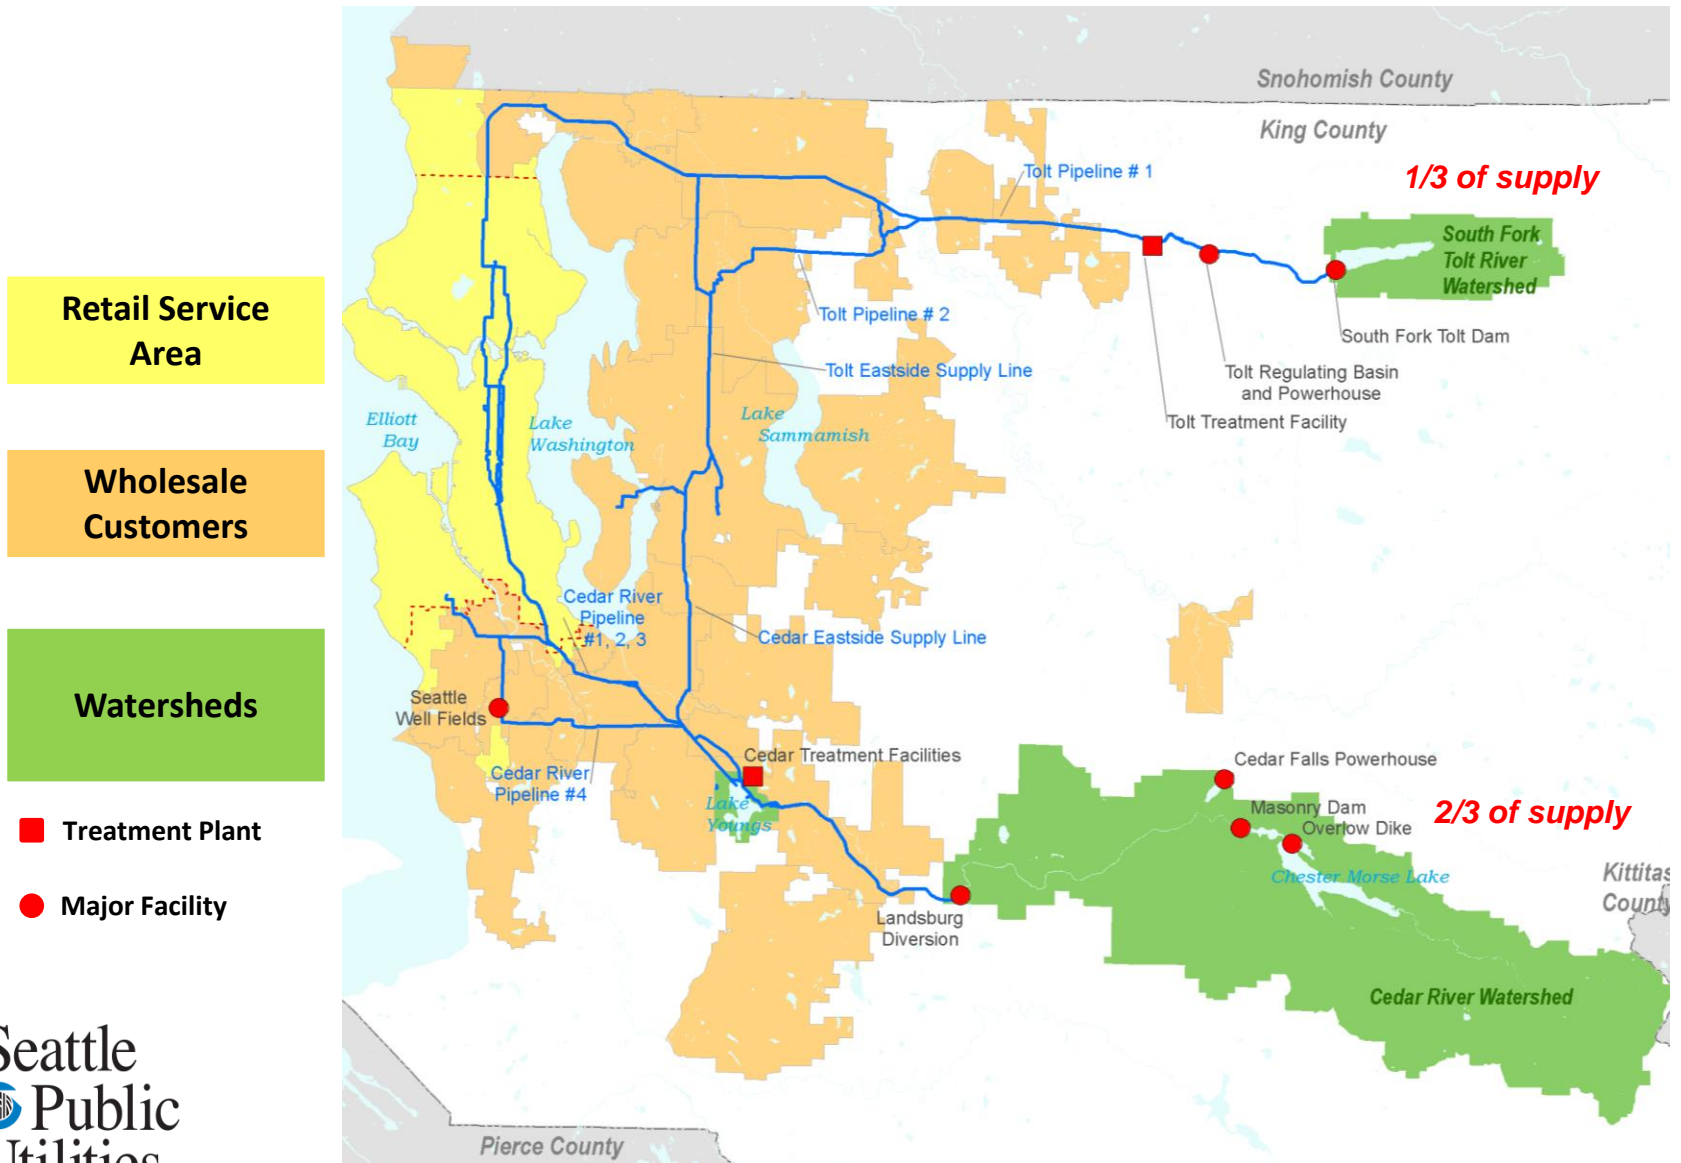 Snohomish County
King County
1/3 of supply
Tolt Pipeline # 1
South Fork
Tolt River
Watershed
Retail Service
Area
Tolt Pipeline # 2
South Fork Tolt Dam
Tolt Eastside Supply Line
Tolt Regulating Basin
and Powerhouse
Tolt Treatment Facility
Elliott
Bay
Lake
Washington
Lake
Sammamish
Wholesale
Customers
Cedar River
Pipeline
#1, 2, 3
Cedar Eastside Supply Line
Watersheds
Seattle
Well Fields
Cedar Treatment Facilities
Cedar Falls Powerhouse
Cedar River
Pipeline #4
Lake
Youngs
Masonry Dam
Overlow Dike
2/3 of supply
Treatment Plant
Chester Morse Lake
Kittitas
County
Major Facility
Landsburg
Diversion
Cedar River Watershed
Seattle
Public
Utilities
Pierce County